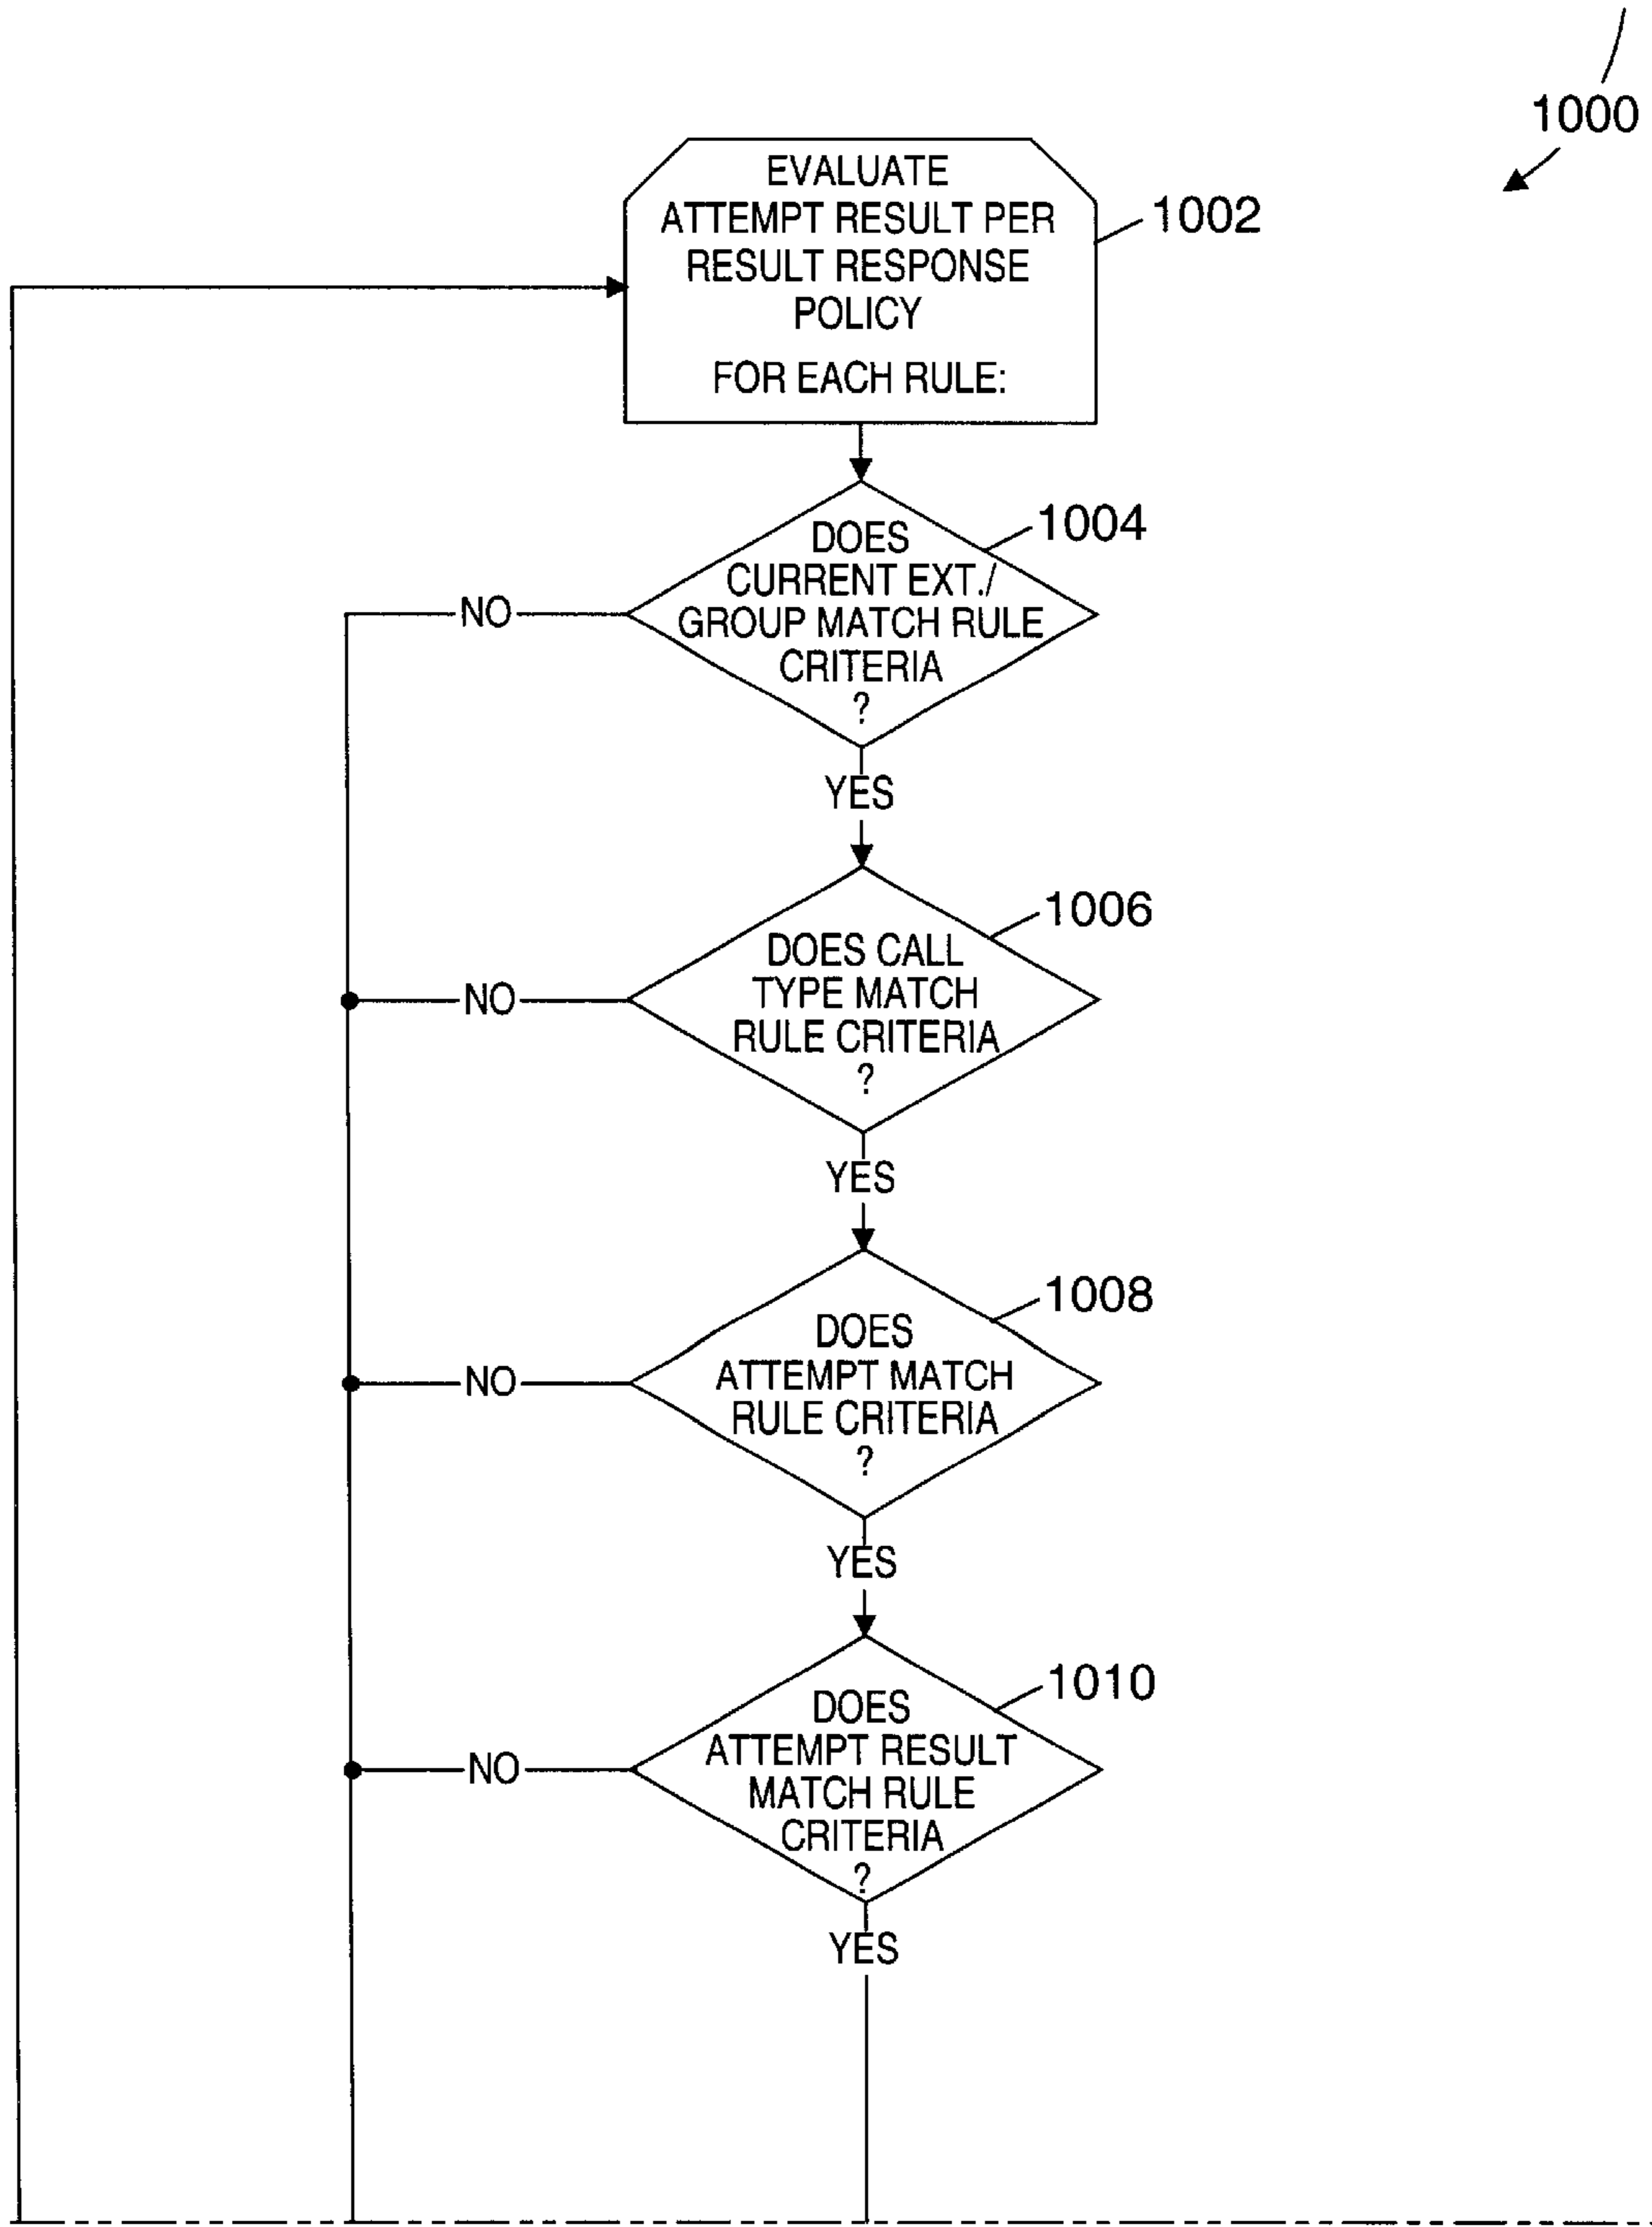 1000
EVALUATE
ATTEMPT RESULT PER
RESULT RESPONSE
POLICY
FOR EACH RULE:
1002
DOES
CURRENT EXT./
GROUP MATCH RULE
CRITERIA
?
1004
NO
YES
DOES CALL
TYPE MATCH
RULE CRITERIA
?
1006
NO
YES
DOES
ATTEMPT MATCH
RULE CRITERIA
?
1008
NO
YES
DOES
ATTEMPT RESULT
MATCH RULE
CRITERIA
?
1010
NO
YES